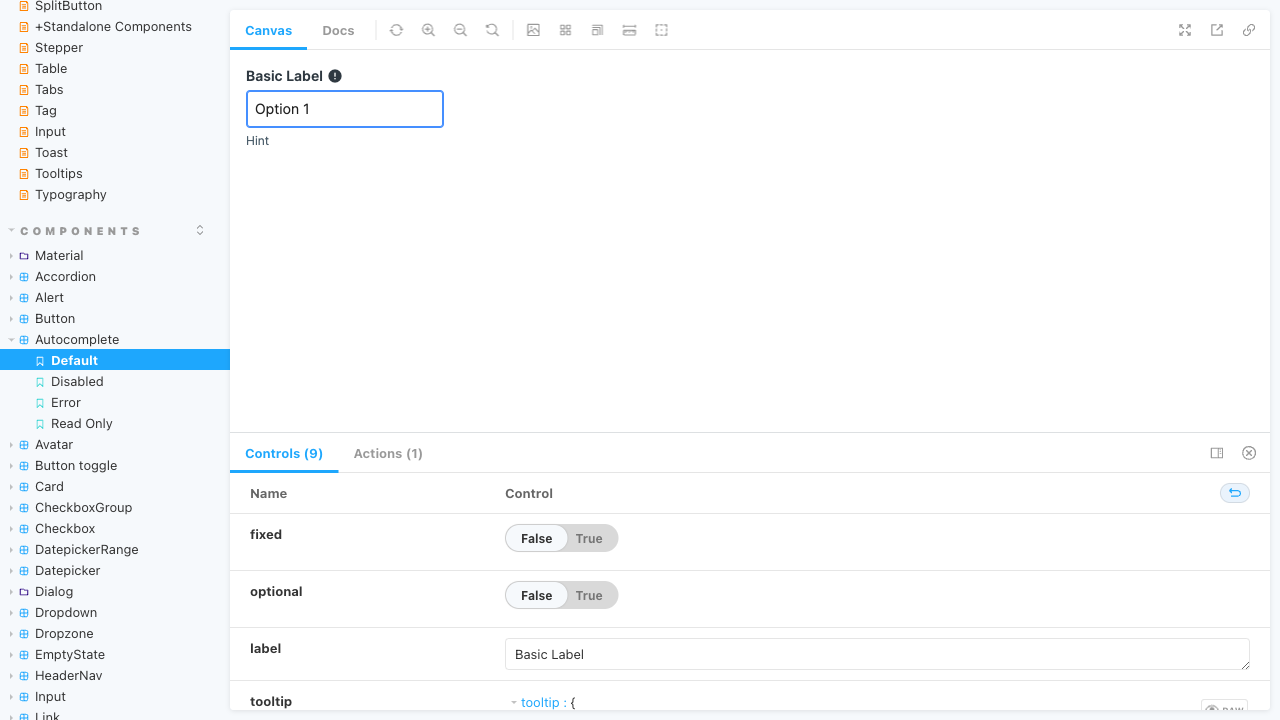 SplitButton
+Standalone Components
Stepper
Table
Tabs
Tag
Input
Toast
Tooltips
Typography
COMPONENTS
Material
Accordion
Alert
Button
Autocomplete
Default
Disabled
Error
Read Only
Avatar
Button toggle
Card
CheckboxGroup
Checkbox
DatepickerRange
Datepicker
Dialog
Dropdown
Dropzone
EmptyState
HeaderNav
Input
Link
Canvas
Docs
Basic Label
Option 1
Hint
Controls (9)
Actions (1)
Name
Control
fixed
False
True
optional
False
True
label
Basic Label
tooltip
tooltip : {
RAW